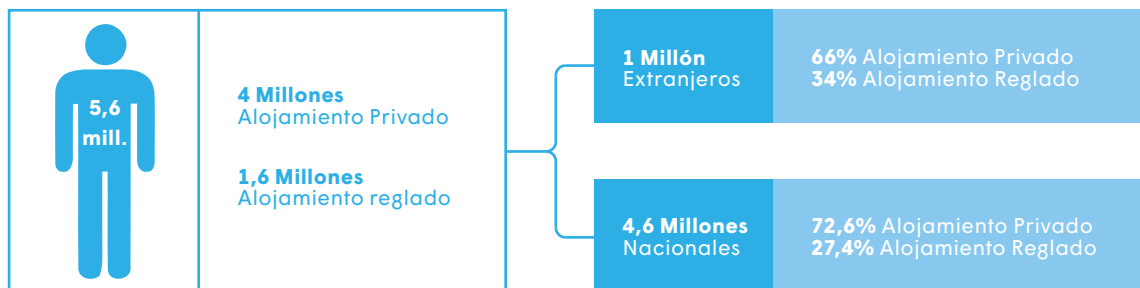 5,6
mill.
4 Millones
Alojamiento Privado
1,6 Millones
Alojamiento reglado
1 Millón
Extranjeros
66% Alojamiento Privado
34% Alojamiento Reglado
4,6 Millones
Nacionales
72,6% Alojamiento Privado
27,4% Alojamiento Reglado